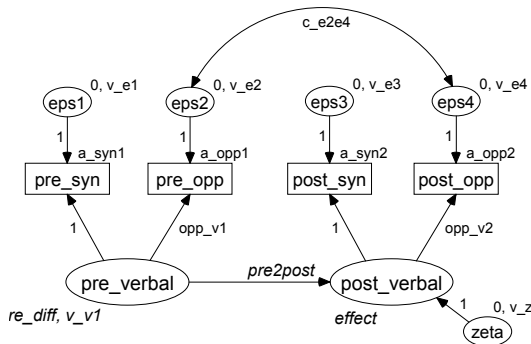 c_e2e4
0, v_e1
0, v_e2
0, v_e3
0, v_e4
eps1
eps2
eps3
eps4
1
1
1
1
a_syn1
a_opp1
a_syn2
a_opp2
pre_syn
pre_opp
post_syn
post_opp
1
opp_v1
1
opp_v2
pre_verbal
pre2post
post_verbal
re_diff, v_v1
effect
1
0, v_z
zeta